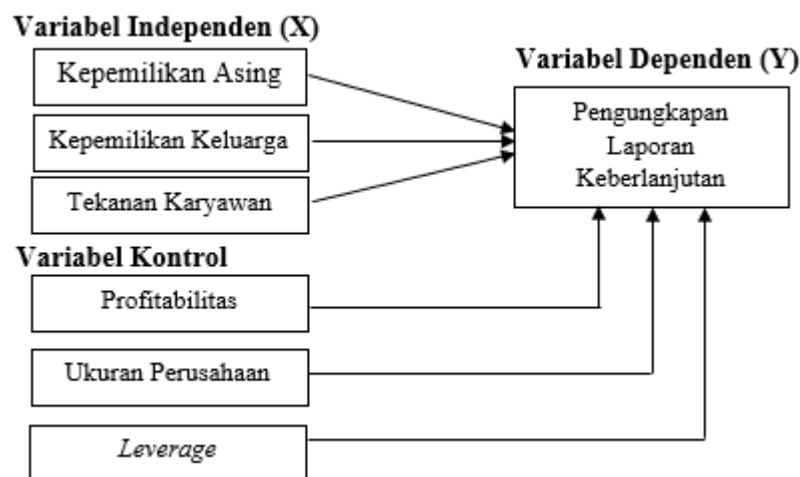 Variabel Independen (X)
Kepemilikan Asing
Kepemilikan Keluarga
Tekanan Karyawan
Variabel Dependen (Y)
Pengungkapan
Laporan
Keberlanjutan
Variabel Kontrol
Profitabilitas
Ukuran Perusahaan
Leverage